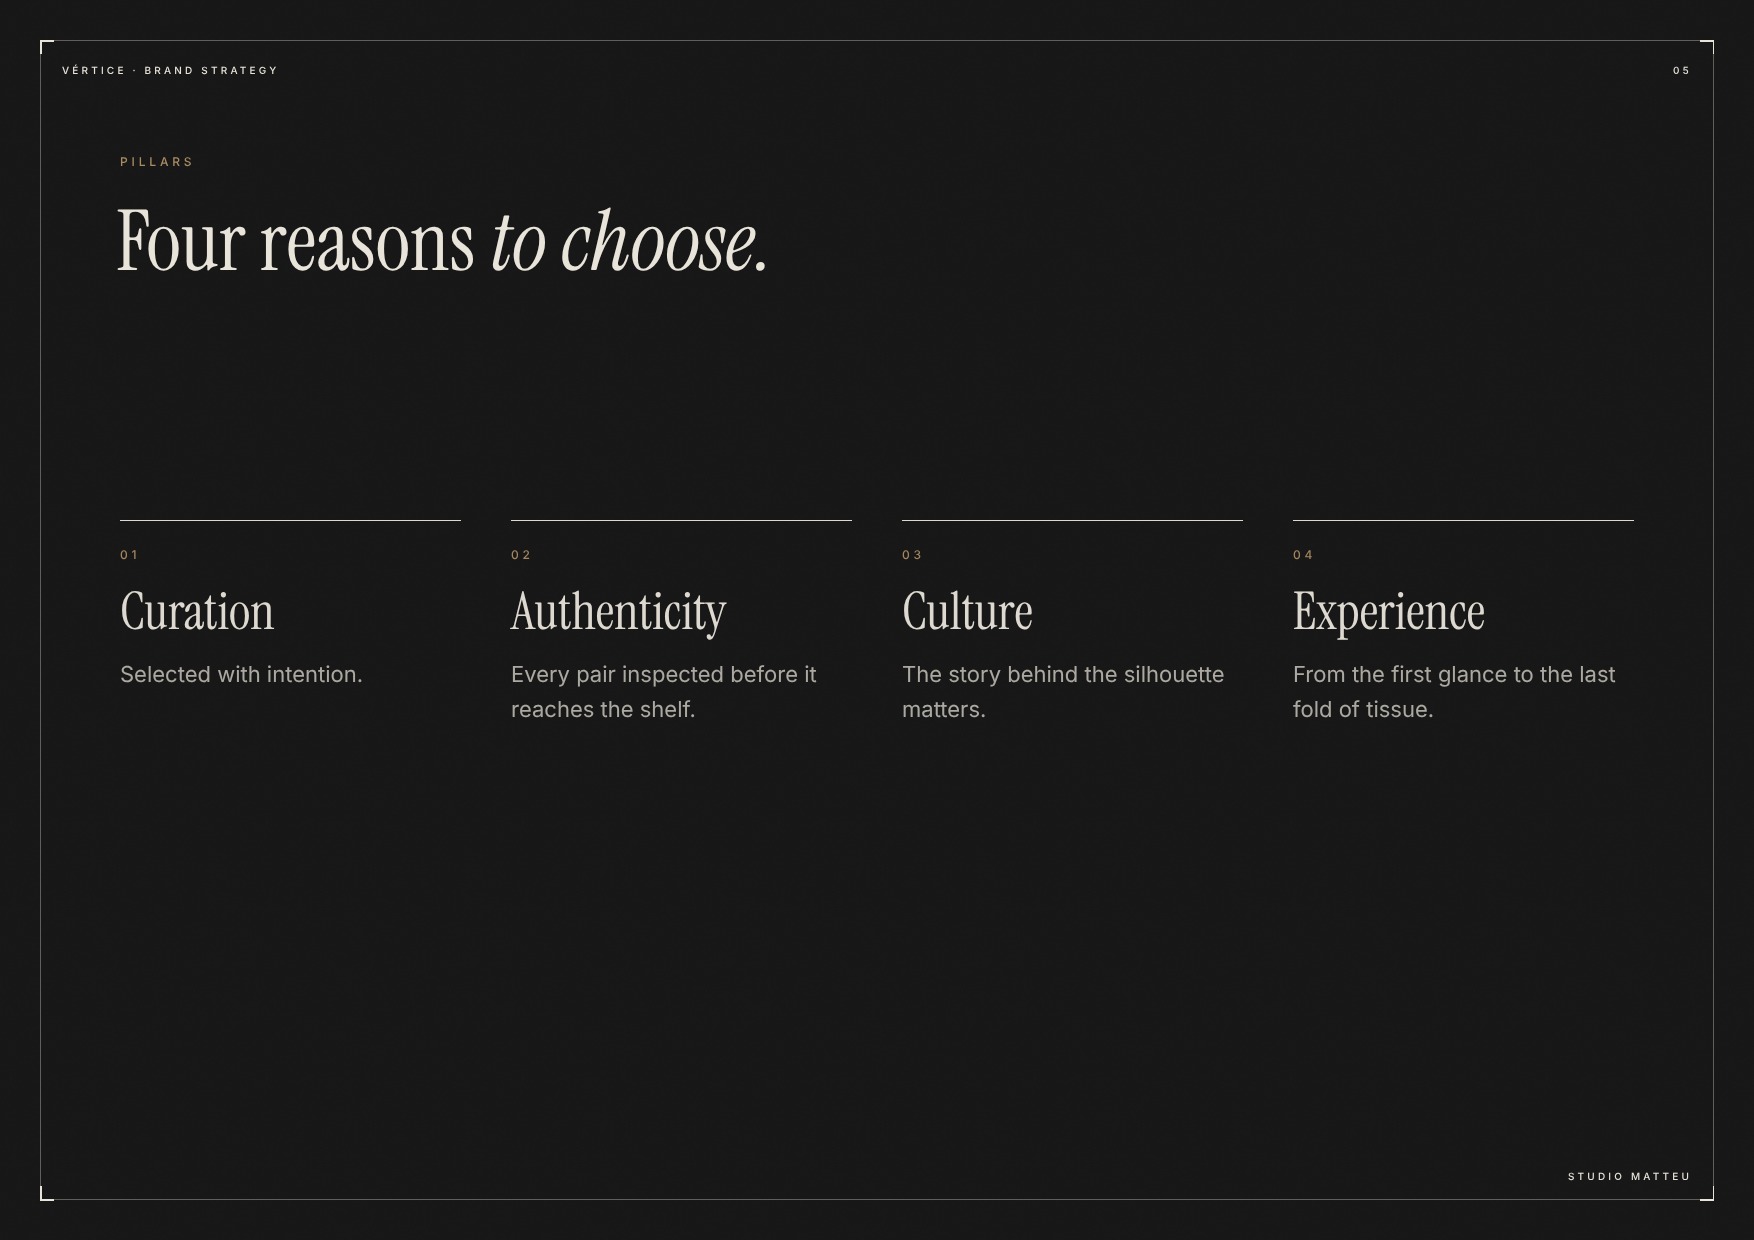 VÉRTICE · BRAND STRATEGY
05
PILLARS
Four reasons to choose.
01
Curation
Selected with intention.
02
Authenticity
Every pair inspected before it
reaches the shelf.
03
Culture
The story behind the silhouette
matters.
04
Experience
From the first glance to the last
fold of tissue.
STUDIO MATTEU